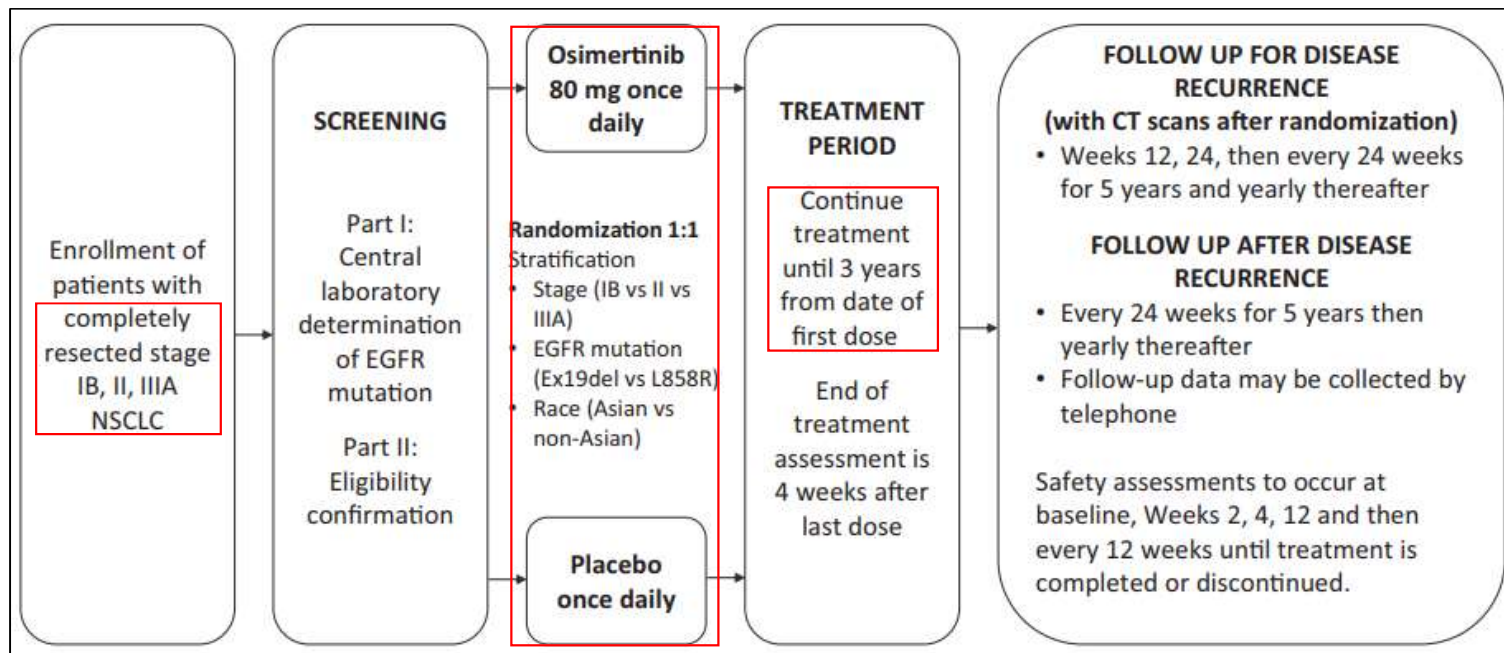 Enrollment of
patients with
completely
resected stage
IB, II, IIIA
NSCLC
SCREENING
Part I:
Central
laboratory
determination
of EGFR
mutation
Part II:
Eligibility
confirmation
Osimertinib
80 mg once
daily
Randomization 1:1
Stratification
• Stage (IB vs II vs
IIIA)
• EGFR mutation
(Ex19del vs L858R)
• Race (Asian vs
non-Asian)
Placebo
once daily
TREATMENT
PERIOD
Continue
treatment
until 3 years
from date of
first dose
End of
treatment
assessment is
4 weeks after
last dose
FOLLOW UP FOR DISEASE
RECURRENCE
(with CT scans after randomization)
• Weeks 12, 24, then every 24 weeks
for 5 years and yearly thereafter
FOLLOW UP AFTER DISEASE
RECURRENCE
• Every 24 weeks for 5 years then
yearly thereafter
• Follow-up data may be collected by
telephone
Safety assessments to occur at
baseline, Weeks 2, 4, 12 and then
every 12 weeks until treatment is
completed or discontinued.